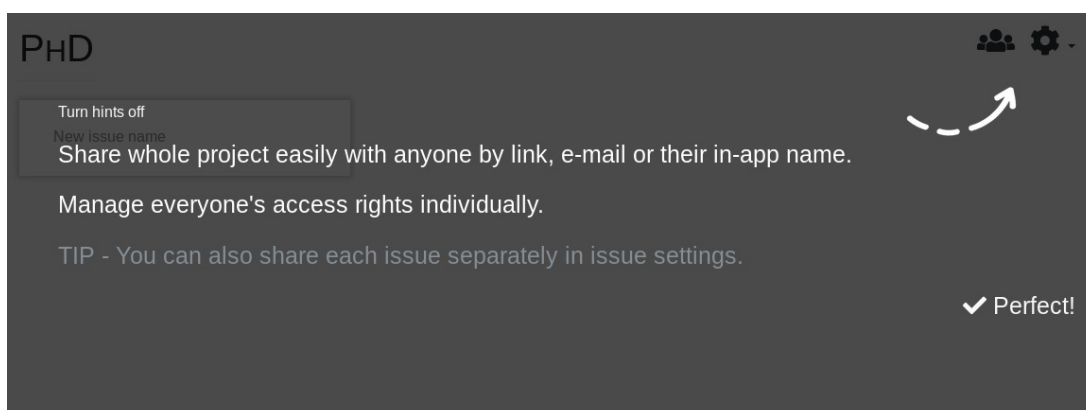 PHD
Turn hints off
New issue name
Share whole project easily with anyone by link, e-mail or their in-app name.
Manage everyone's access rights individually.
TIP - You can also share each issue separately in issue settings.
Perfect!